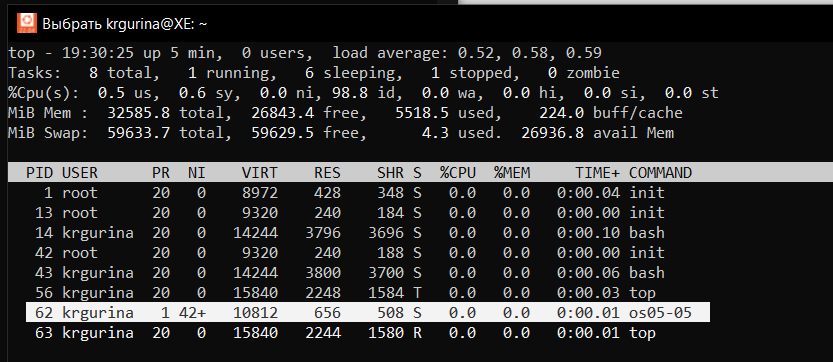 Выбрать krgurina@XE: ~
top - 19:30:25 up 5 min,  0 users,  load average: 0.52, 0.58, 0.59
Tasks:   8 total,   1 running,   6 sleeping,   1 stopped,   0 zombie
%Cpu(s):  0.5 us,  0.6 sy,  0.0 ni, 98.8 id,  0.0 wa,  0.0 hi,  0.0 si,  0.0 st
MiB Mem :  32585.8 total,  26843.4 free,   5518.5 used,    224.0 buff/cache
MiB Swap:  59633.7 total,  59629.5 free,      4.3 used.  26936.8 avail Mem
PID USER      PR  NI    VIRT    RES    SHR S  %CPU  %MEM     TIME+ COMMAND
1 root      20   0    8972    428    348 S   0.0   0.0   0:00.04 init
13 root      20   0    9320    240    184 S   0.0   0.0   0:00.00 init
14 krgurina  20   0   14244   3796   3696 S   0.0   0.0   0:00.10 bash
42 root      20   0    9320    240    188 S   0.0   0.0   0:00.00 init
43 krgurina  20   0   14244   3800   3700 S   0.0   0.0   0:00.06 bash
56 krgurina  20   0   15840   2248   1584 T   0.0   0.0   0:00.03 top
62 krgurina   1 42+   10812    656    508 S   0.0   0.0   0:00.01 os05-05
63 krgurina  20   0   15840   2244   1580 R   0.0   0.0   0:00.01 top